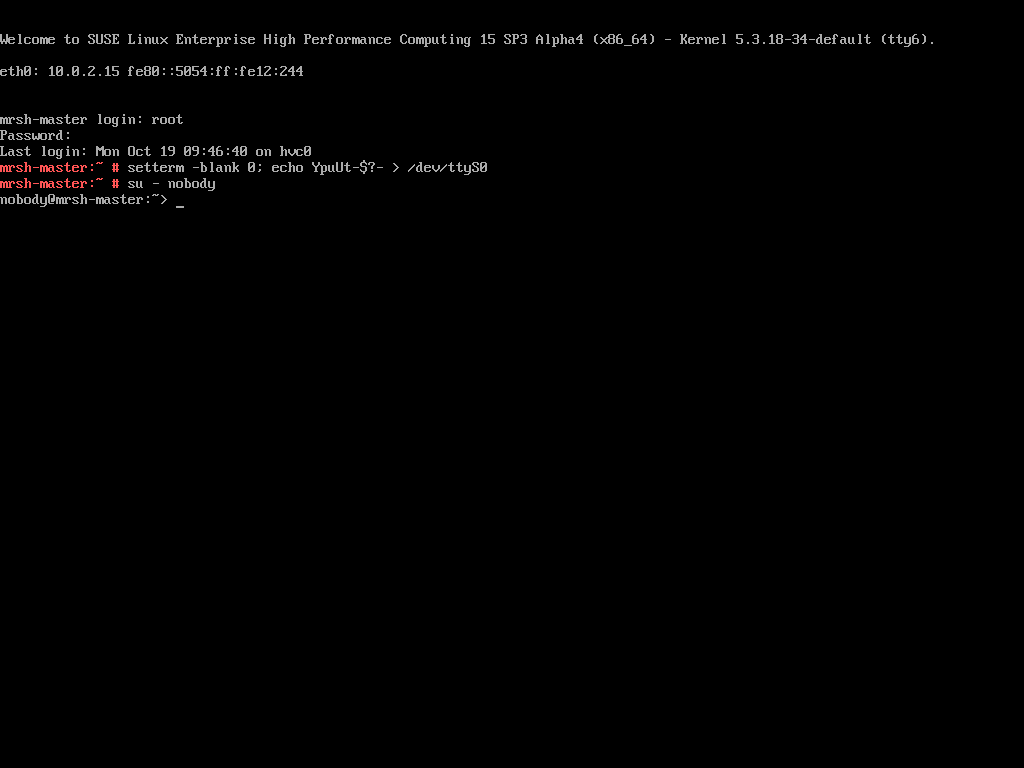 Welcome to SUSE Linux Enterprise High Performance Computing 15 SP3 Alpha4 (x86_64) - Kernel 5.3.18-34-default (tty6).
eth0: 10.0.2.15 fe80::5054:ff:fe12:244
mrsh-master login: root
Password:
Last login: Mon Oct 19 09:46:40 on hvc0
mrsh-master:~ # setterm -blank 0; echo YpuUt-$?- > /dev/ttyS0
mrsh-master:~ # su - nobody
nobody@mrsh-master:~> _